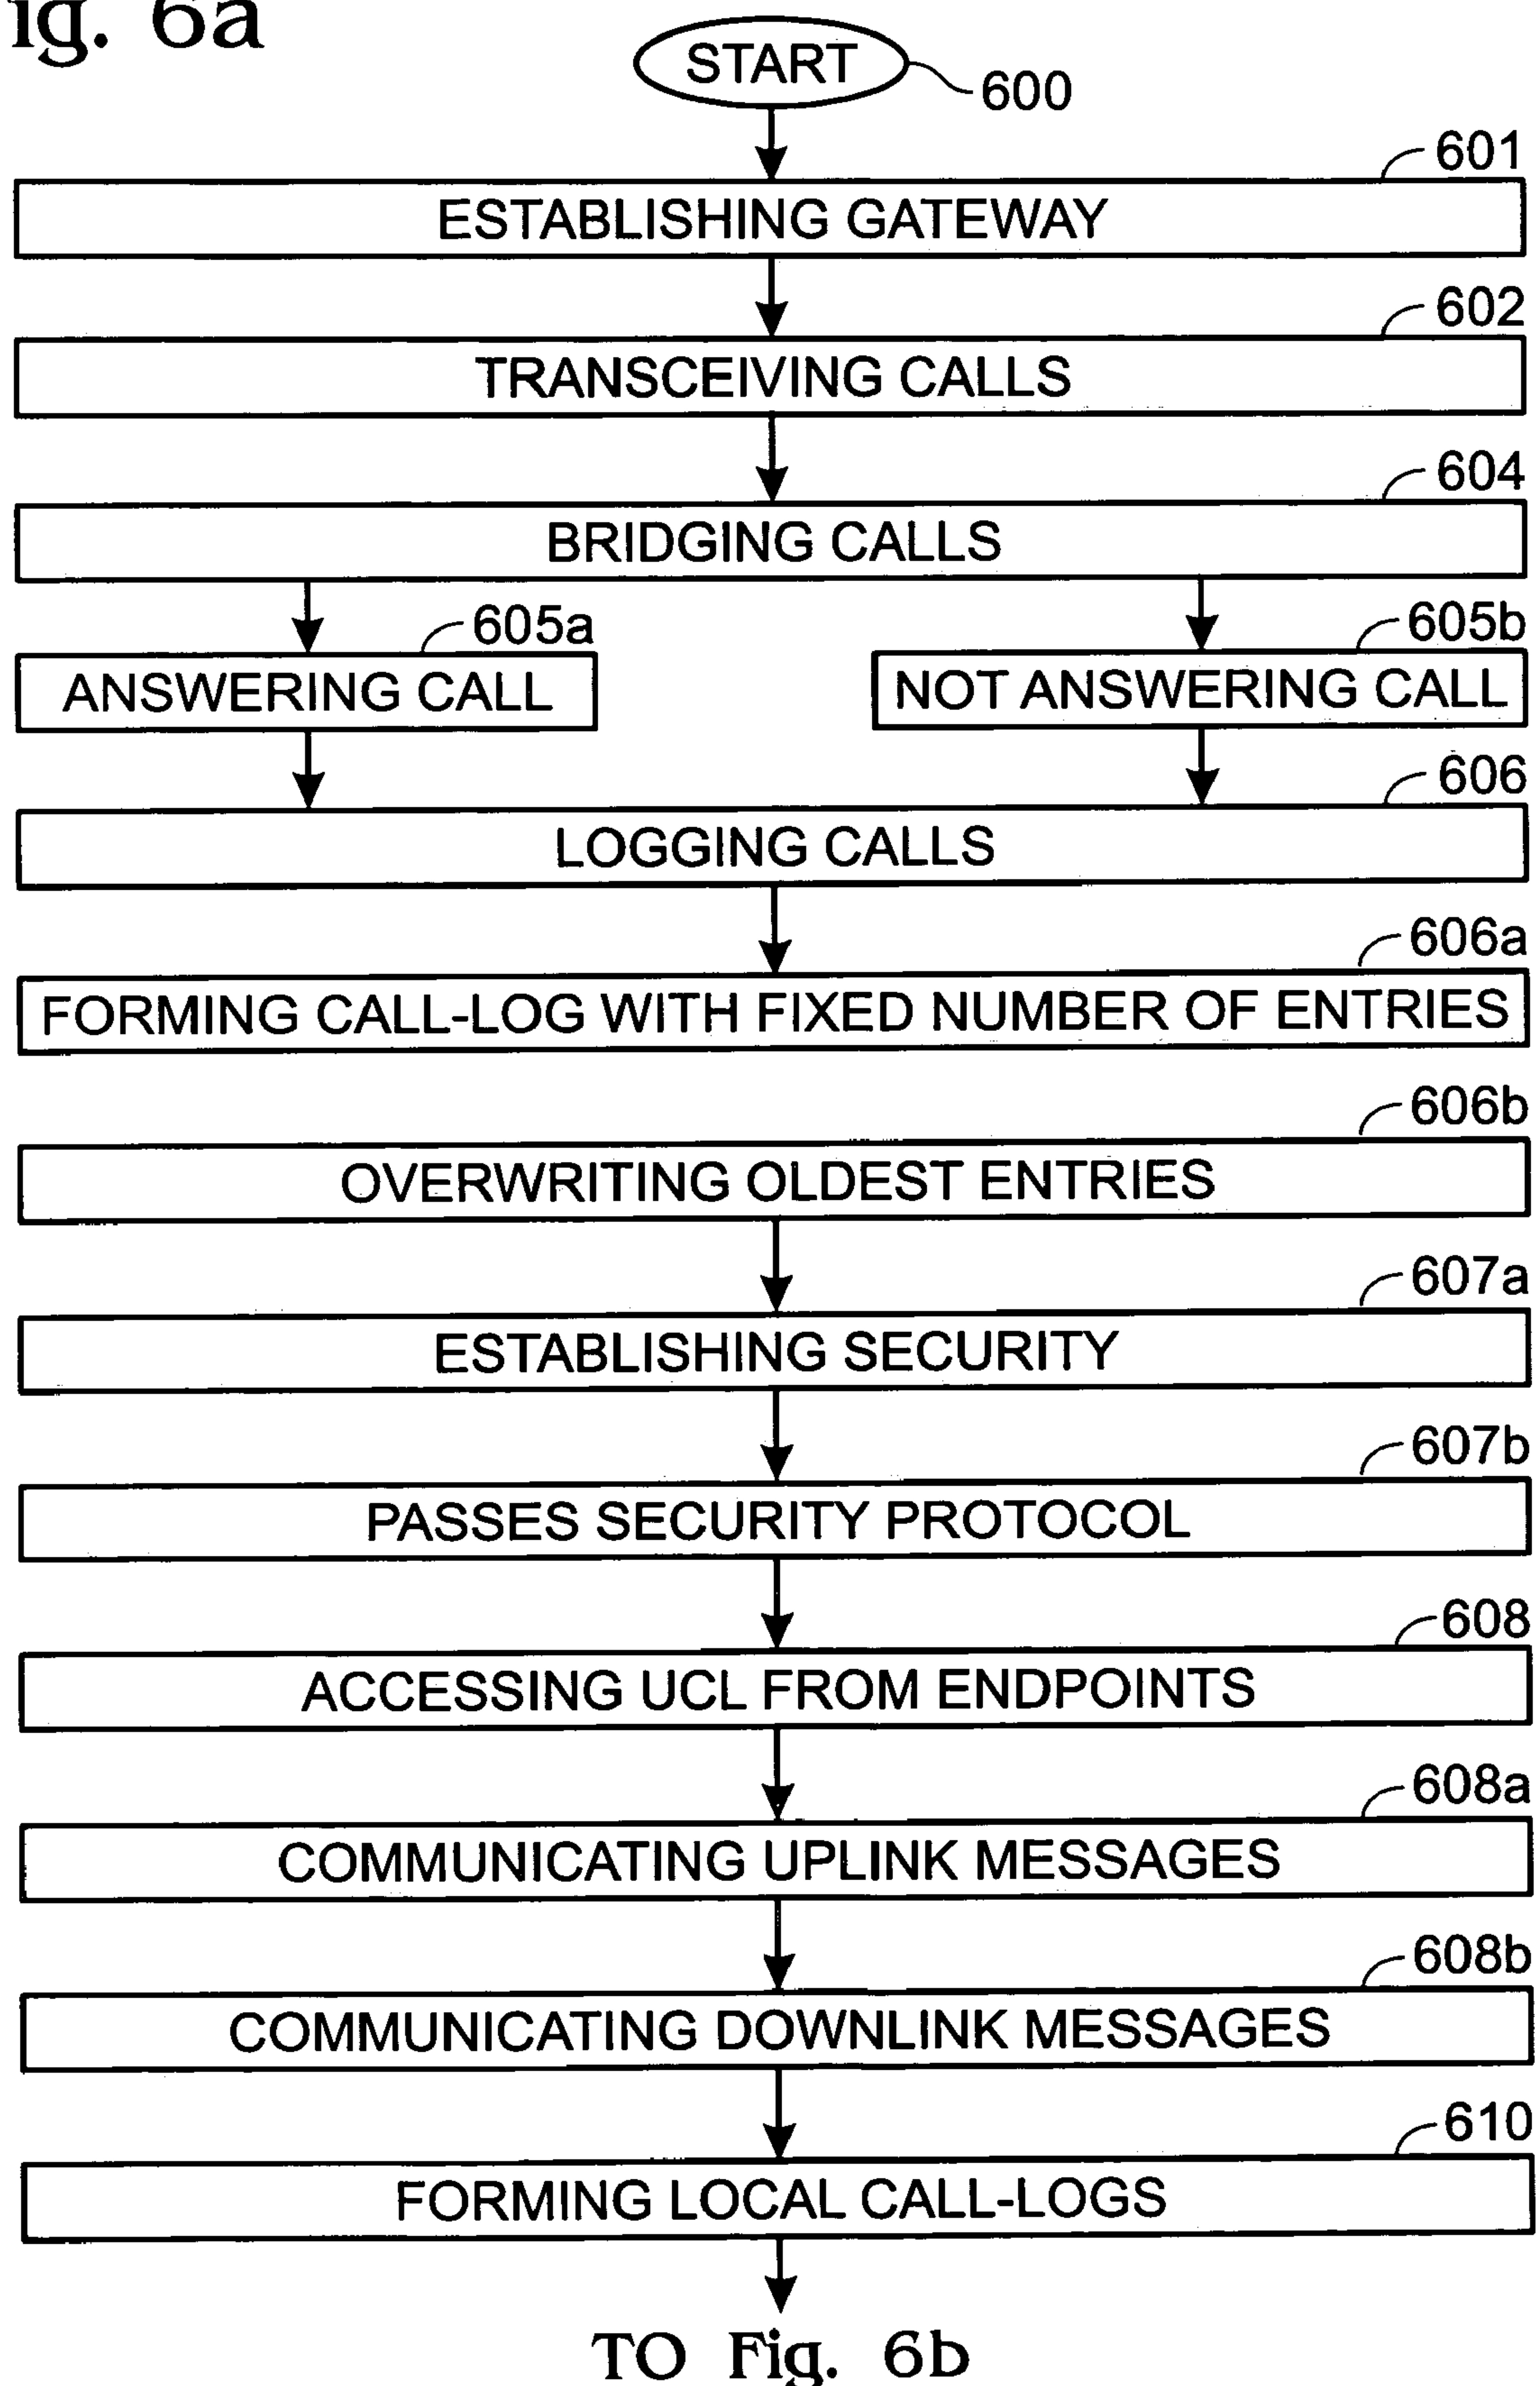 ig. 6a
START
600
601
ESTABLISHING GATEWAY
602
TRANSCEIVING CALLS
604
BRIDGING CALLS
605a
605b
ANSWERING CALL
NOT ANSWERING CALL
606
LOGGING CALLS
606a
FORMING CALL-LOG WITH FIXED NUMBER OF ENTRIES
606b
OVERWRITING OLDEST ENTRIES
607a
ESTABLISHING SECURITY
607b
PASSES SECURITY PROTOCOL
608
ACCESSING UCL FROM ENDPOINTS
608a
COMMUNICATING UPLINK MESSAGES
608b
COMMUNICATING DOWNLINK MESSAGES
610
FORMING LOCAL CALL-LOGS
TO Fig. 6b